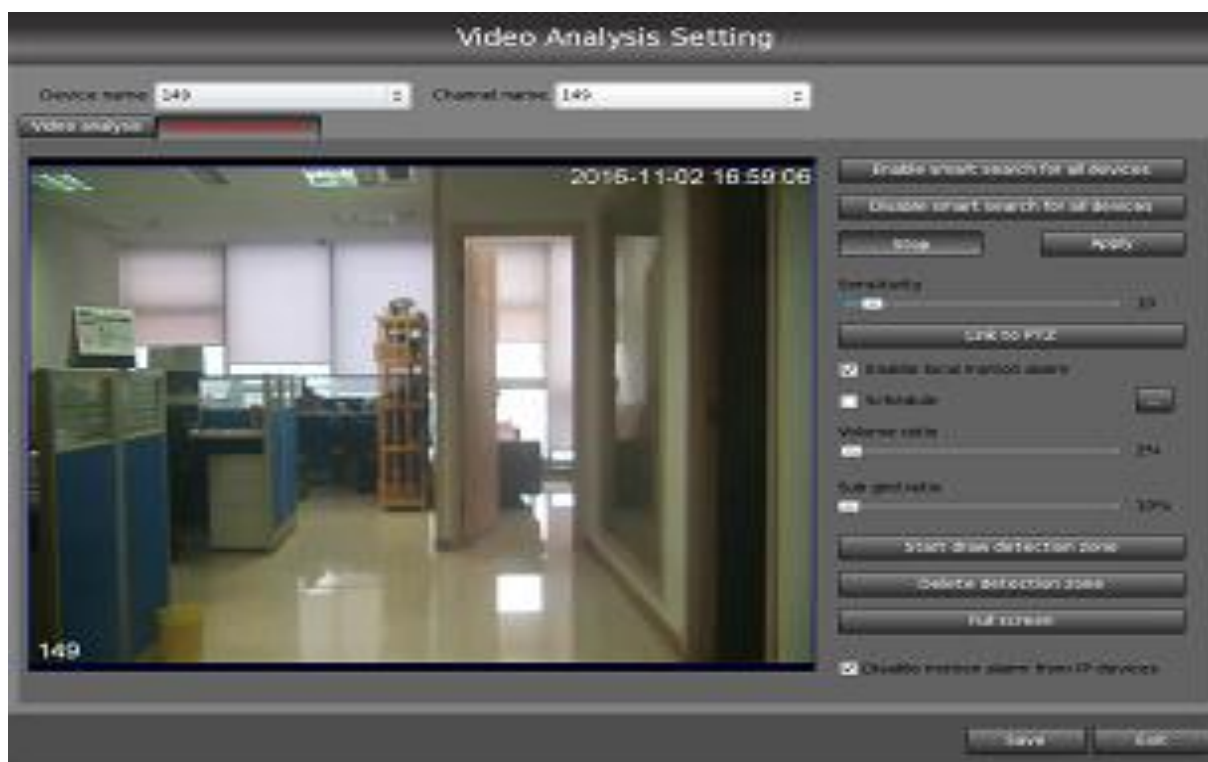 Video Analysis Setting
Device name 149 Channel name 149
Video analysis
2016-11-02 16:59:06
149
Enable smart search for all devices
Disable smart search for all devices
Stop Apply
Sensitivity
Link to PTZ
Enable local motion alarm
Schedule ...
Volume ratio
2%
Sub grid ratio
10%
Start draw detection zone
Delete detection zone
Full screen
Disable motion alarm from IP devices
Save Exit